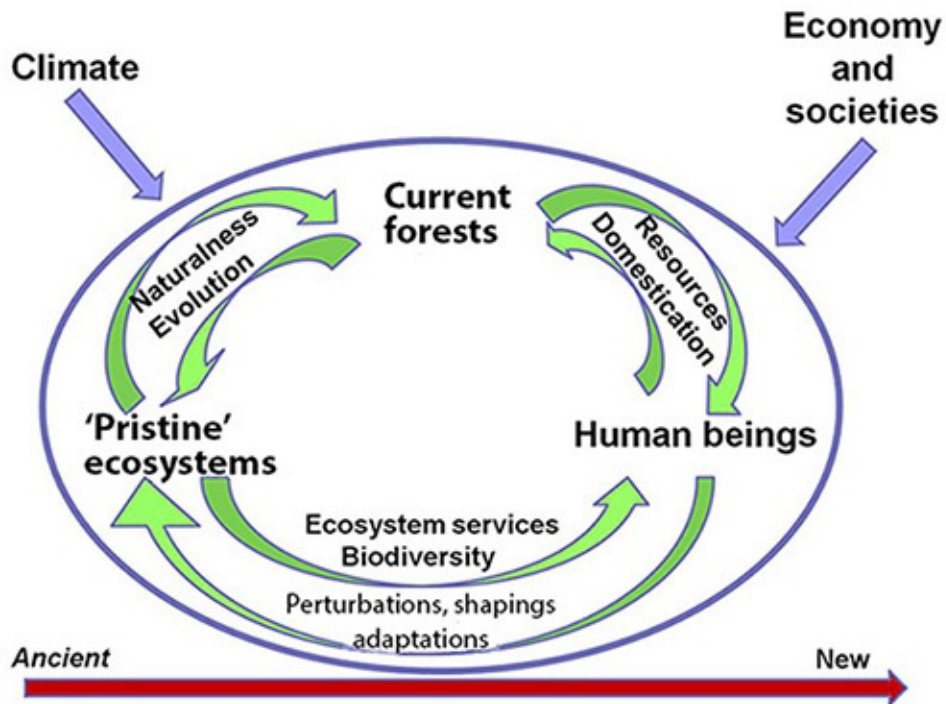 Climate
Economy
and
societies
Current
forests
Naturalness
Evolution
Resources
Domestication
‘Pristine’
ecosystems
Human beings
Ecosystem services
Biodiversity
Perturbations, shapings
adaptations
Ancient
New